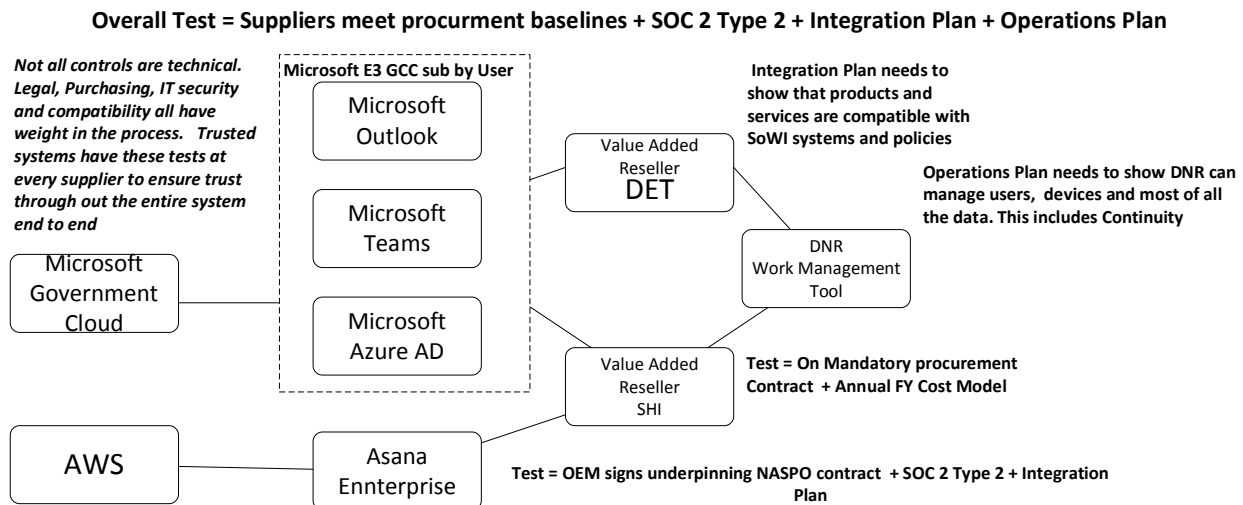 Overall Test = Suppliers meet procurment baselines + SOC 2 Type 2 + Integration Plan + Operations Plan
Not all controls are technical.
Legal, Purchasing, IT security
and compatibility all have
weight in the process.   Trusted
systems have these tests at
every supplier to ensure trust
through out the entire system
end to end
Microsoft E3 GCC sub by User
Microsoft
Outlook
Microsoft
Teams
Microsoft
Azure AD
Microsoft
Government
Cloud
Value Added
Reseller
DET
Integration Plan needs to
show that products and
services are compatible with
SoWI systems and policies
Operations Plan needs to show DNR can
manage users,  devices and most of all
the data. This includes Continuity
DNR
Work Management
Tool
Value Added
Reseller
SHI
Test = On Mandatory procurement
Contract  + Annual FY Cost Model
AWS
Asana
Ennterprise
Test = OEM signs underpinning NASPO contract  + SOC 2 Type 2 + Integration
Plan